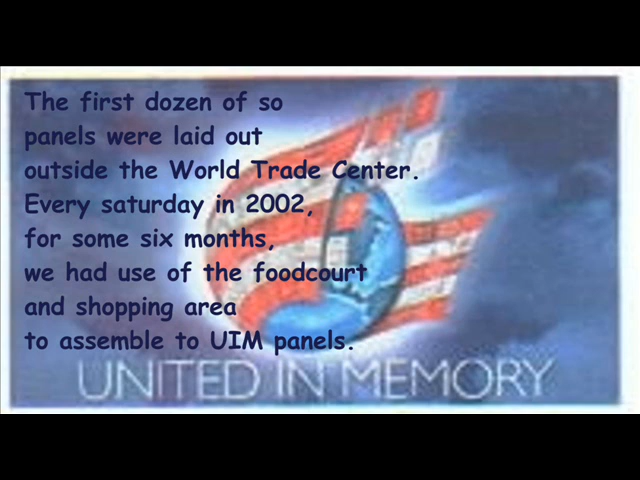 The first dozen of so
panels were laid out
outside the World Trade Center.
Every saturday in 2002,
for some six months,
we had use of the foodcourt
and shopping area
to assemble to UIM panels.
UNITED IN MEMORY